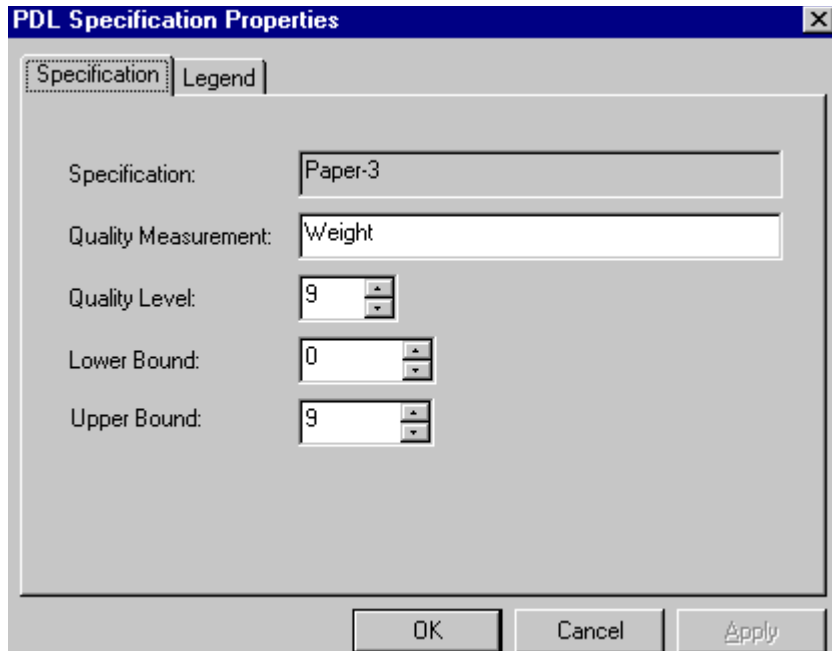 PDL Specification Properties
Specification Legend
Specification: Paper-3
Quality Measurement: Weight
Quality Level: 9
Lower Bound: 0
Upper Bound: 9
OK Cancel Apply